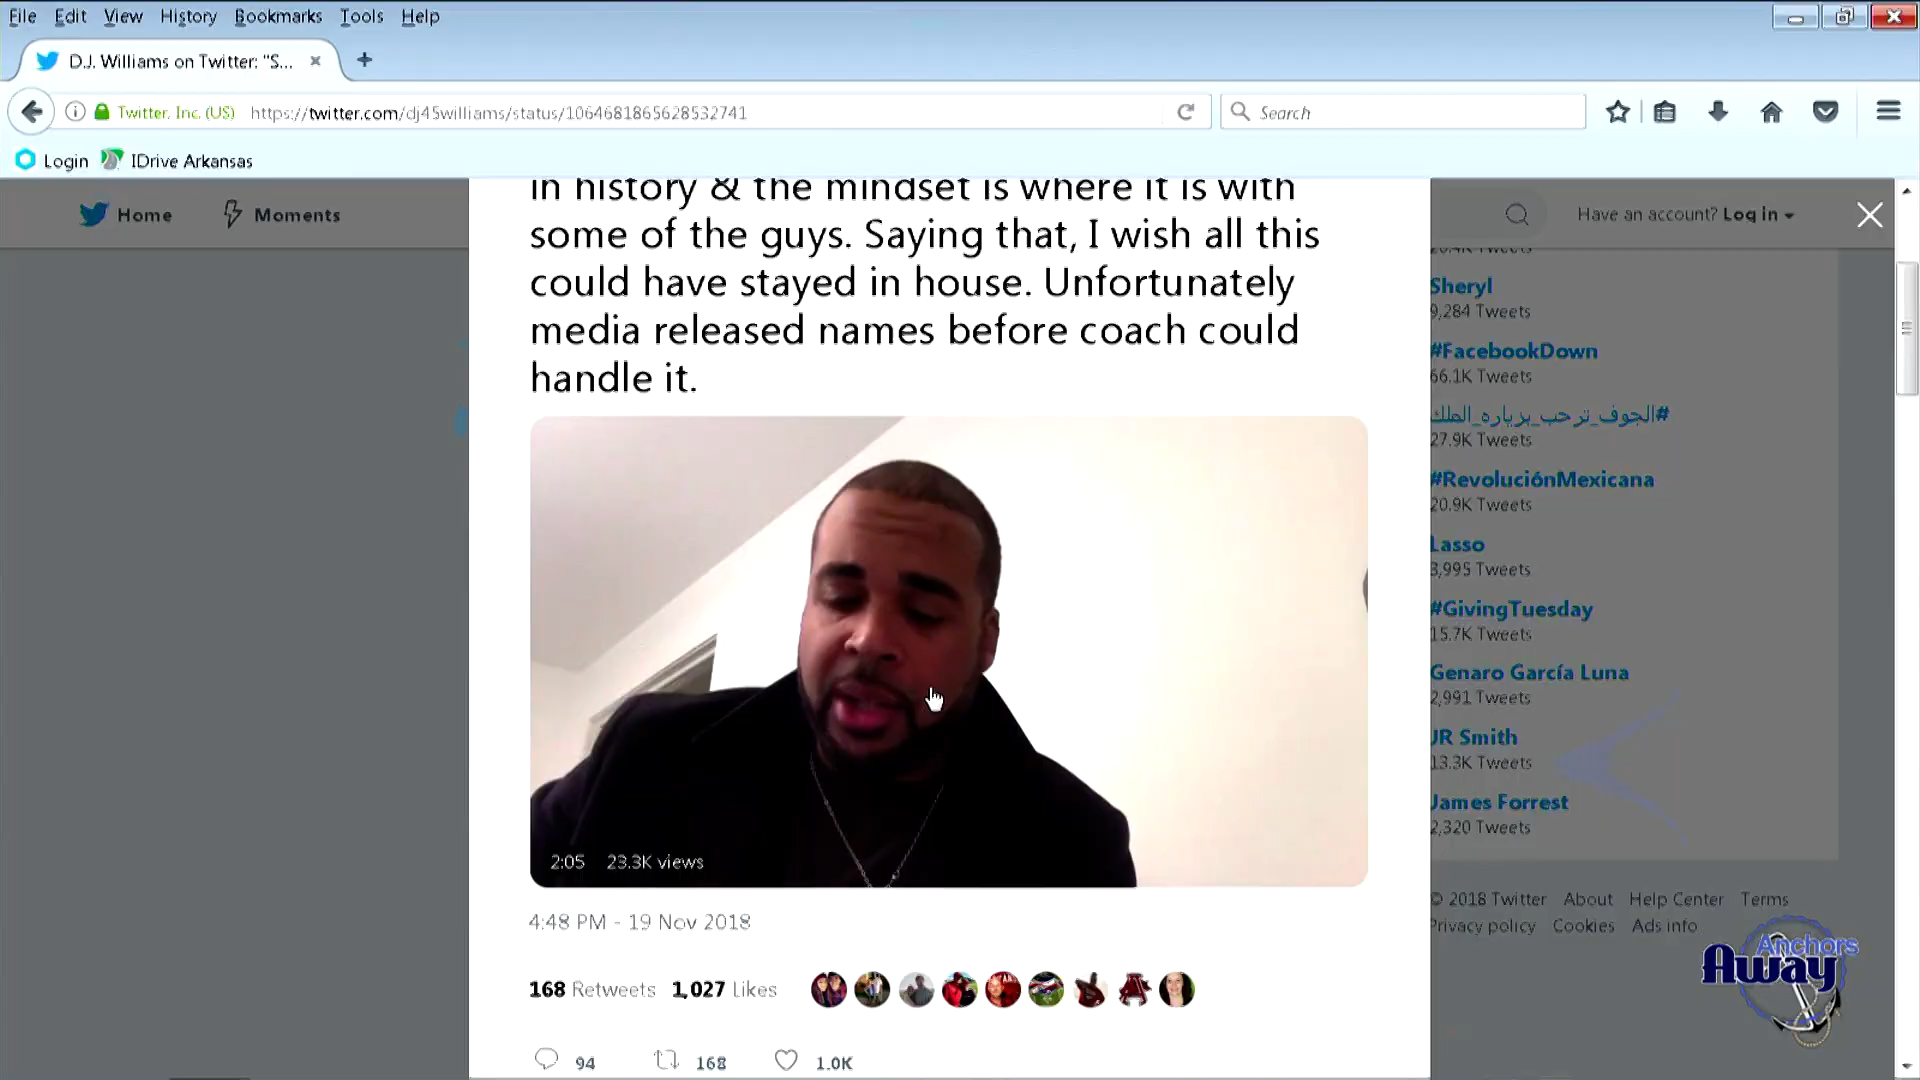 File Edit View History Bookmarks Tools Help
D.J. Williams on Twitter: "S...
Twitter, Inc. (US) https://twitter.com/dj45williams/status/1064681865628532741
Search
Login IDrive Arkansas
Home Moments
Have an account? Log in
in history & the mindset is where it is with
some of the guys. Saying that, I wish all this
could have stayed in house. Unfortunately
media released names before coach could
handle it.
2:05 23.3K views
4:48 PM - 19 Nov 2018
168 Retweets 1,027 Likes
94 168 1.0K
Sheryl
9,284 Tweets
#FacebookDown
66.1K Tweets
#الجوف_ترحب_بزياره_الملك
27.9K Tweets
#RevoluciónMexicana
20.9K Tweets
Lasso
3,995 Tweets
#GivingTuesday
15.7K Tweets
Genaro García Luna
2,991 Tweets
JR Smith
13.3K Tweets
James Forrest
2,320 Tweets
© 2018 Twitter About Help Center Terms
Privacy policy Cookies Ads info
Anchors
Away